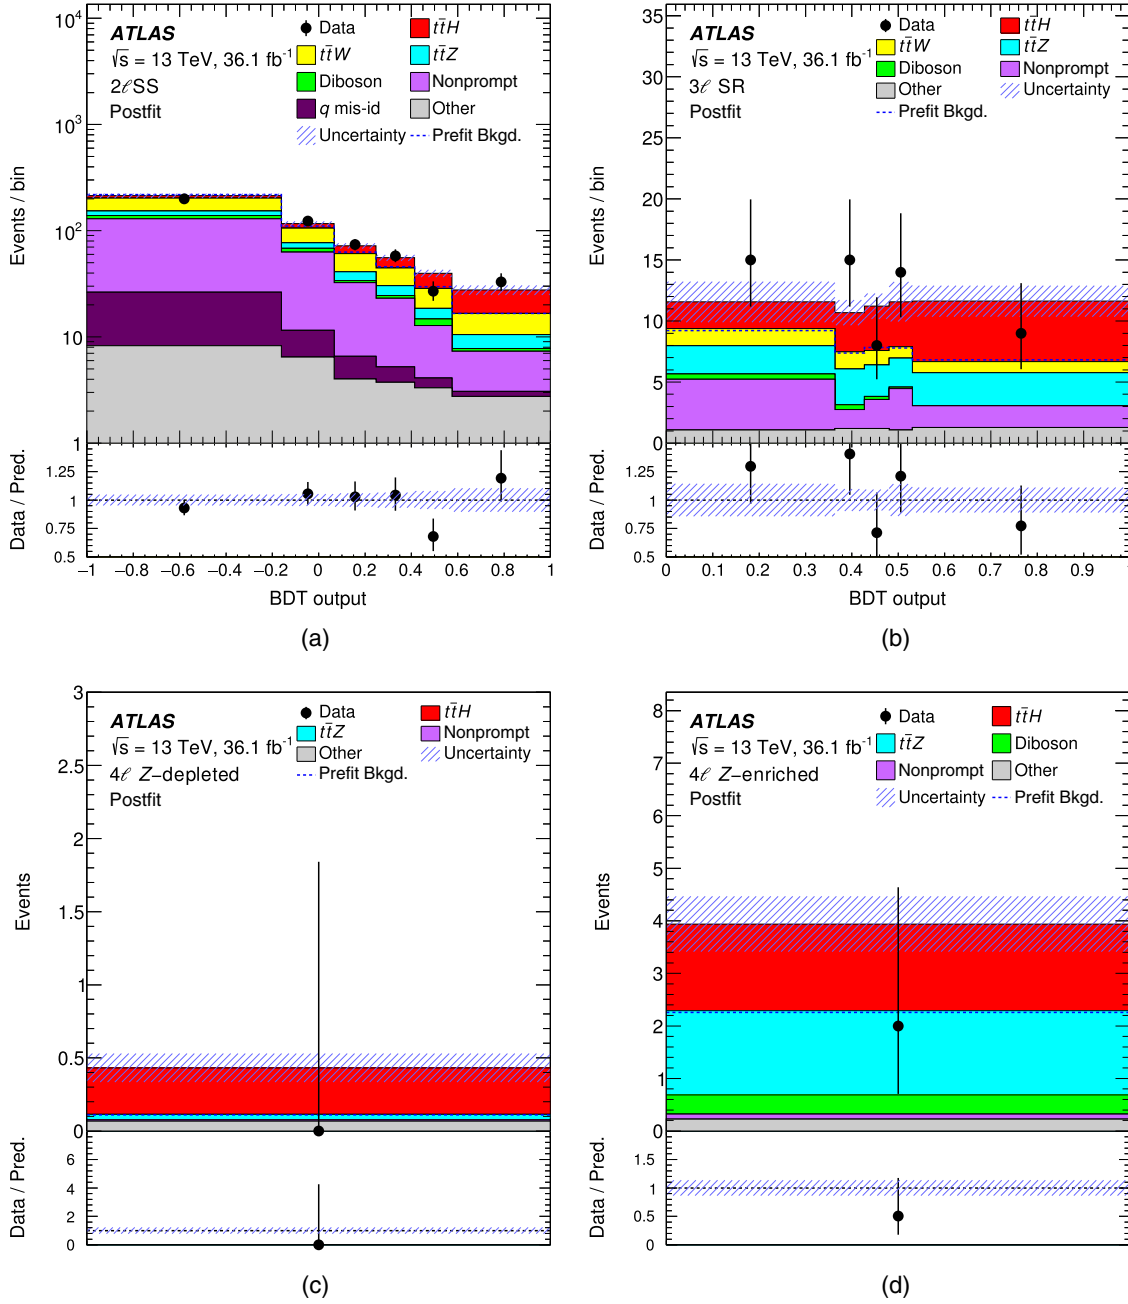 ATLAS
√s = 13 TeV, 36.1 fb⁻¹
2ℓSS
Postfit
Data
tt̄H
tt̄W
tt̄Z
Diboson
Nonprompt
q mis-id
Other
Uncertainty
Prefit Bkgd.
Events / bin
10⁴
10³
10²
10
1
Data / Pred.
1.25
1
0.75
0.5
−1 −0.8 −0.6 −0.4 −0.2 0 0.2 0.4 0.6 0.8 1
BDT output
(a)
ATLAS
√s = 13 TeV, 36.1 fb⁻¹
3ℓ SR
Postfit
Data
tt̄H
tt̄W
tt̄Z
Diboson
Nonprompt
Other
Uncertainty
Prefit Bkgd.
Events / bin
35
30
25
20
15
10
5
0
Data / Pred.
1.25
1
0.75
0.5
0 0.1 0.2 0.3 0.4 0.5 0.6 0.7 0.8 0.9 1
BDT output
(b)
ATLAS
√s = 13 TeV, 36.1 fb⁻¹
4ℓ Z-depleted
Postfit
Data
tt̄H
tt̄Z
Nonprompt
Other
Uncertainty
Prefit Bkgd.
Events
3
2.5
2
1.5
1
0.5
0
Data / Pred.
6
4
2
0
(c)
ATLAS
√s = 13 TeV, 36.1 fb⁻¹
4ℓ Z-enriched
Postfit
Data
tt̄H
tt̄Z
Diboson
Nonprompt
Other
Uncertainty
Prefit Bkgd.
Events
8
7
6
5
4
3
2
1
0
Data / Pred.
1.5
1
0.5
0
(d)